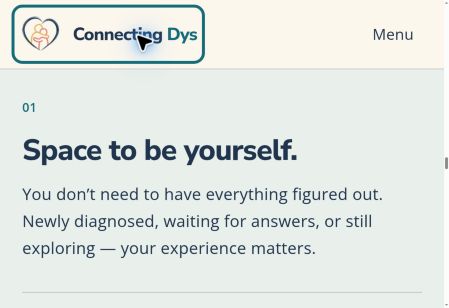 Connecting Dys
Menu
01
Space to be yourself.
You don’t need to have everything figured out.
Newly diagnosed, waiting for answers, or still
exploring — your experience matters.